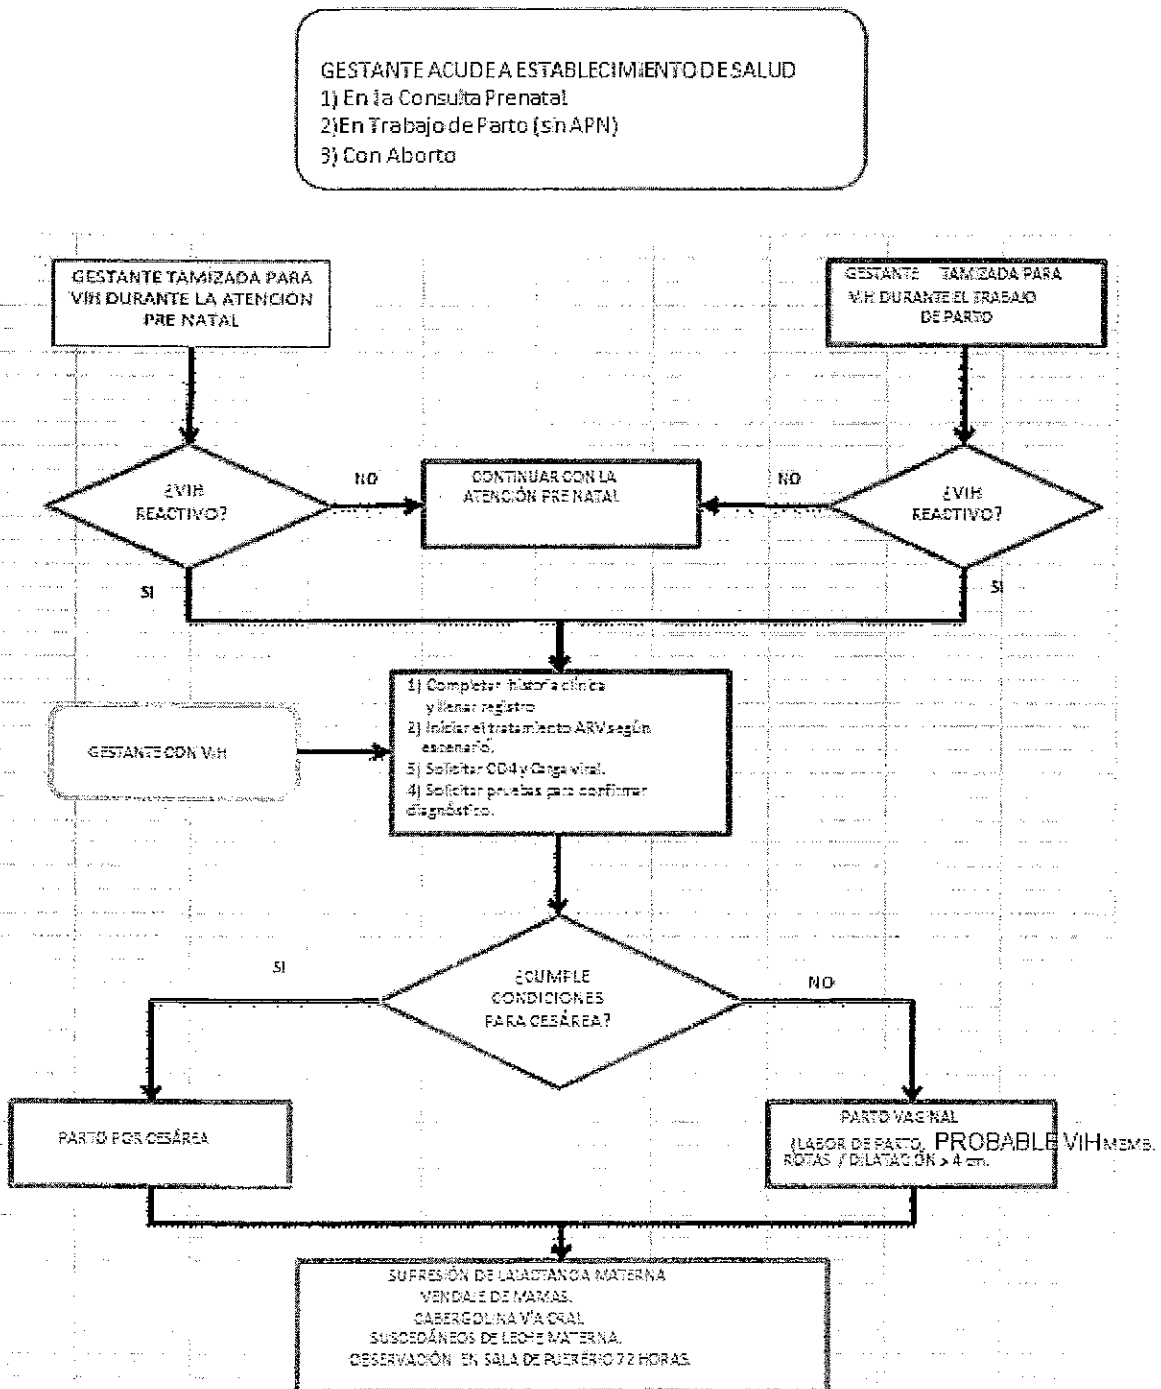 GESTANTE ACUDE A ESTABLECIMIENTO DE SALUD
1) En la Consulta Prenatal
2)En Trabajo de Parto (sin APN)
3) Con Aborto
GESTANTE TAMIZADA PARA
VIH DURANTE LA ATENCION
PRE NATAL
GESTANTE TAMIZADA PARA
VIH DURANTE EL TRABAJO
DE PARTO
¿VIH
REACTIVO?
NO
CONTINUAR CON LA
ATENCIÓN PRE NATAL
NO
¿VIH
REACTIVO?
SI
SI
1) Completar historia clínica
y llenar registro
2) Iniciar el tratamiento ARV según
escenario.
3) Solicitar CD4 y Carga viral.
4) Solicitar pruebas para confirmar
diagnóstico.
GESTANTE CON VIH
¿CUMPLE
CONDICIONES
PARA CESÁREA?
SI
NO
PARTO POR CESÁREA
PARTO VAGINAL
(LABOR DE PARTO, PROBABLE VIH MEMB.
ROTAS / DILATACIÓN > 4 cm.
SUPRESIÓN DE LA LACTANCIA MATERNA
VENDAJE DE MAMAS.
CABERGOLINA VÍA ORAL
SUSCEDÁNEOS DE LECHE MATERNA.
OBSERVACIÓN EN SALA DE PUERÉRIO 72 HORAS.